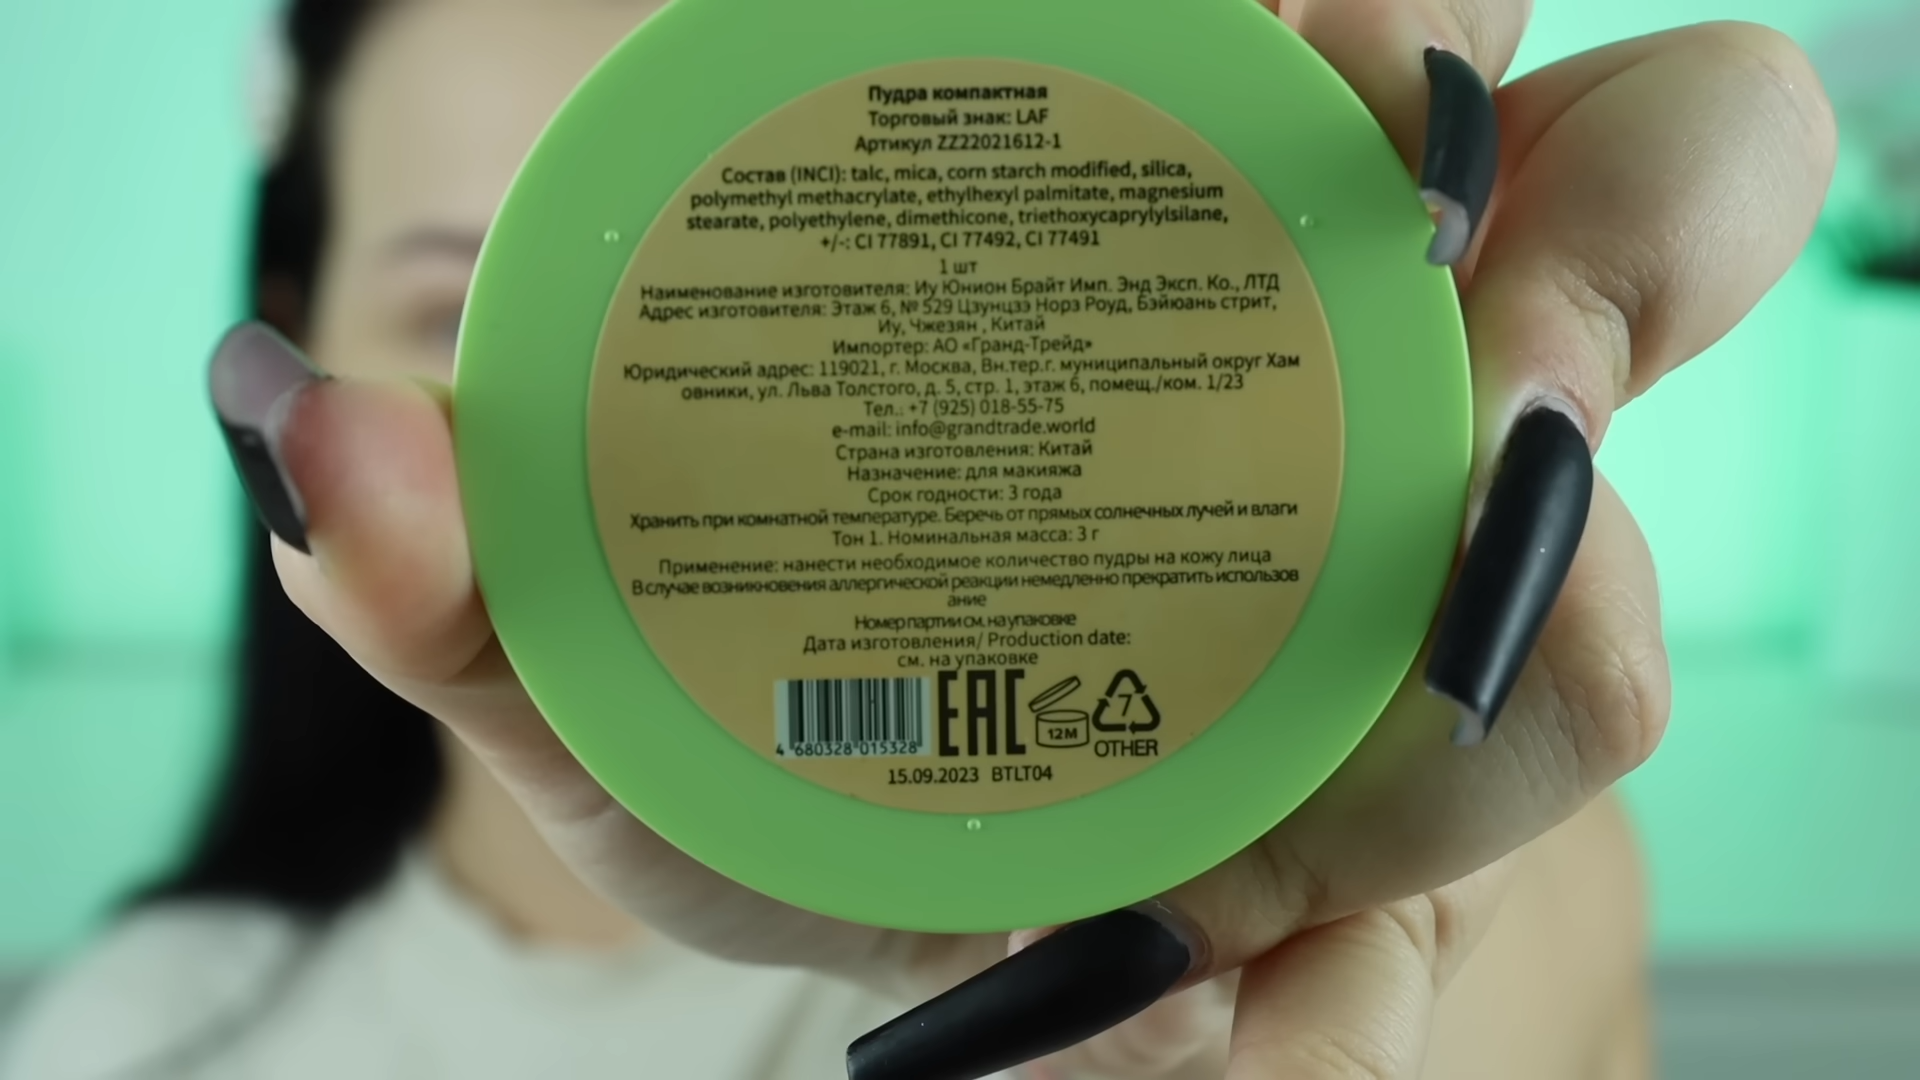 Пудра компактная
Торговый знак: LAF
Артикул ZZ22021612-1
Состав (INCI): talc, mica, corn starch modified, silica,
polymethyl methacrylate, ethylhexyl palmitate, magnesium
stearate, polyethylene, dimethicone, triethoxycaprylylsilane,
+/-: CI 77891, CI 77492, CI 77491
1 шт
Наименование изготовителя: Иу Юнион Брайт Имп. Энд Эксп. Ко., ЛТД
Адрес изготовителя: Этаж 6, № 529 Цзунцзэ Норз Роуд, Бэйюань стрит,
Иу, Чжезян , Китай
Импортер: АО «Гранд-Трейд»
Юридический адрес: 119021, г. Москва, Вн.тер.г. муниципальный округ Хам
овники, ул. Льва Толстого, д. 5, стр. 1, этаж 6, помещ./ком. 1/23
Тел.: +7 (925) 018-55-75
e-mail: info@grandtrade.world
Страна изготовления: Китай
Назначение: для макияжа
Срок годности: 3 года
Хранить при комнатной температуре. Беречь от прямых солнечных лучей и влаги
Тон 1. Номинальная масса: 3 г
Применение: нанести необходимое количество пудры на кожу лица
В случае возникновения аллергической реакции немедленно прекратить использов
ание
Номер партии см. на упаковке
Дата изготовления/ Production date:
см. на упаковке
4 680328 015328 EAC 12M 7
OTHER
15.09.2023 BTLT04